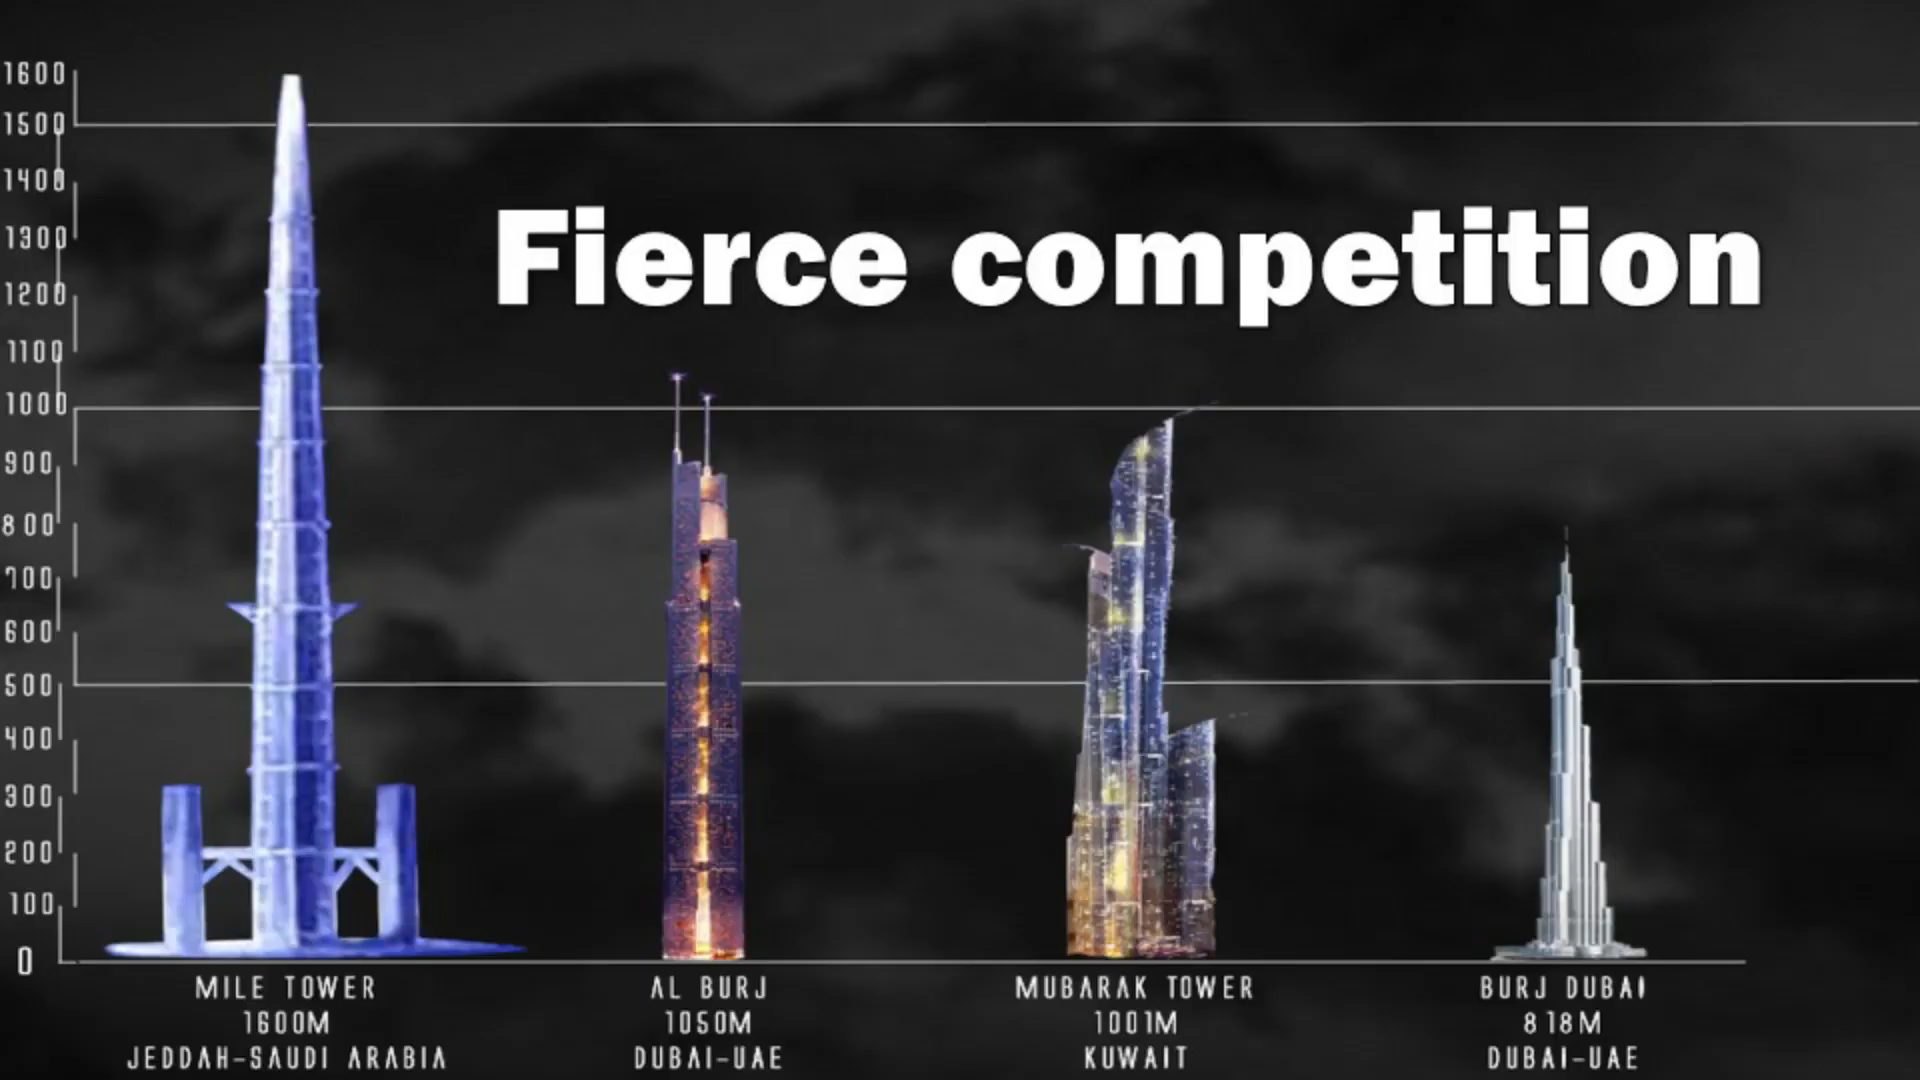 Fierce competition
1600
1500
1400
1300
1200
1100
1000
900
800
700
600
500
400
300
200
100
0
MILE TOWER
1600M
JEDDAH-SAUDI ARABIA
AL BURJ
1050M
DUBAI-UAE
MUBARAK TOWER
1001M
KUWAIT
BURJ DUBAI
818M
DUBAI-UAE